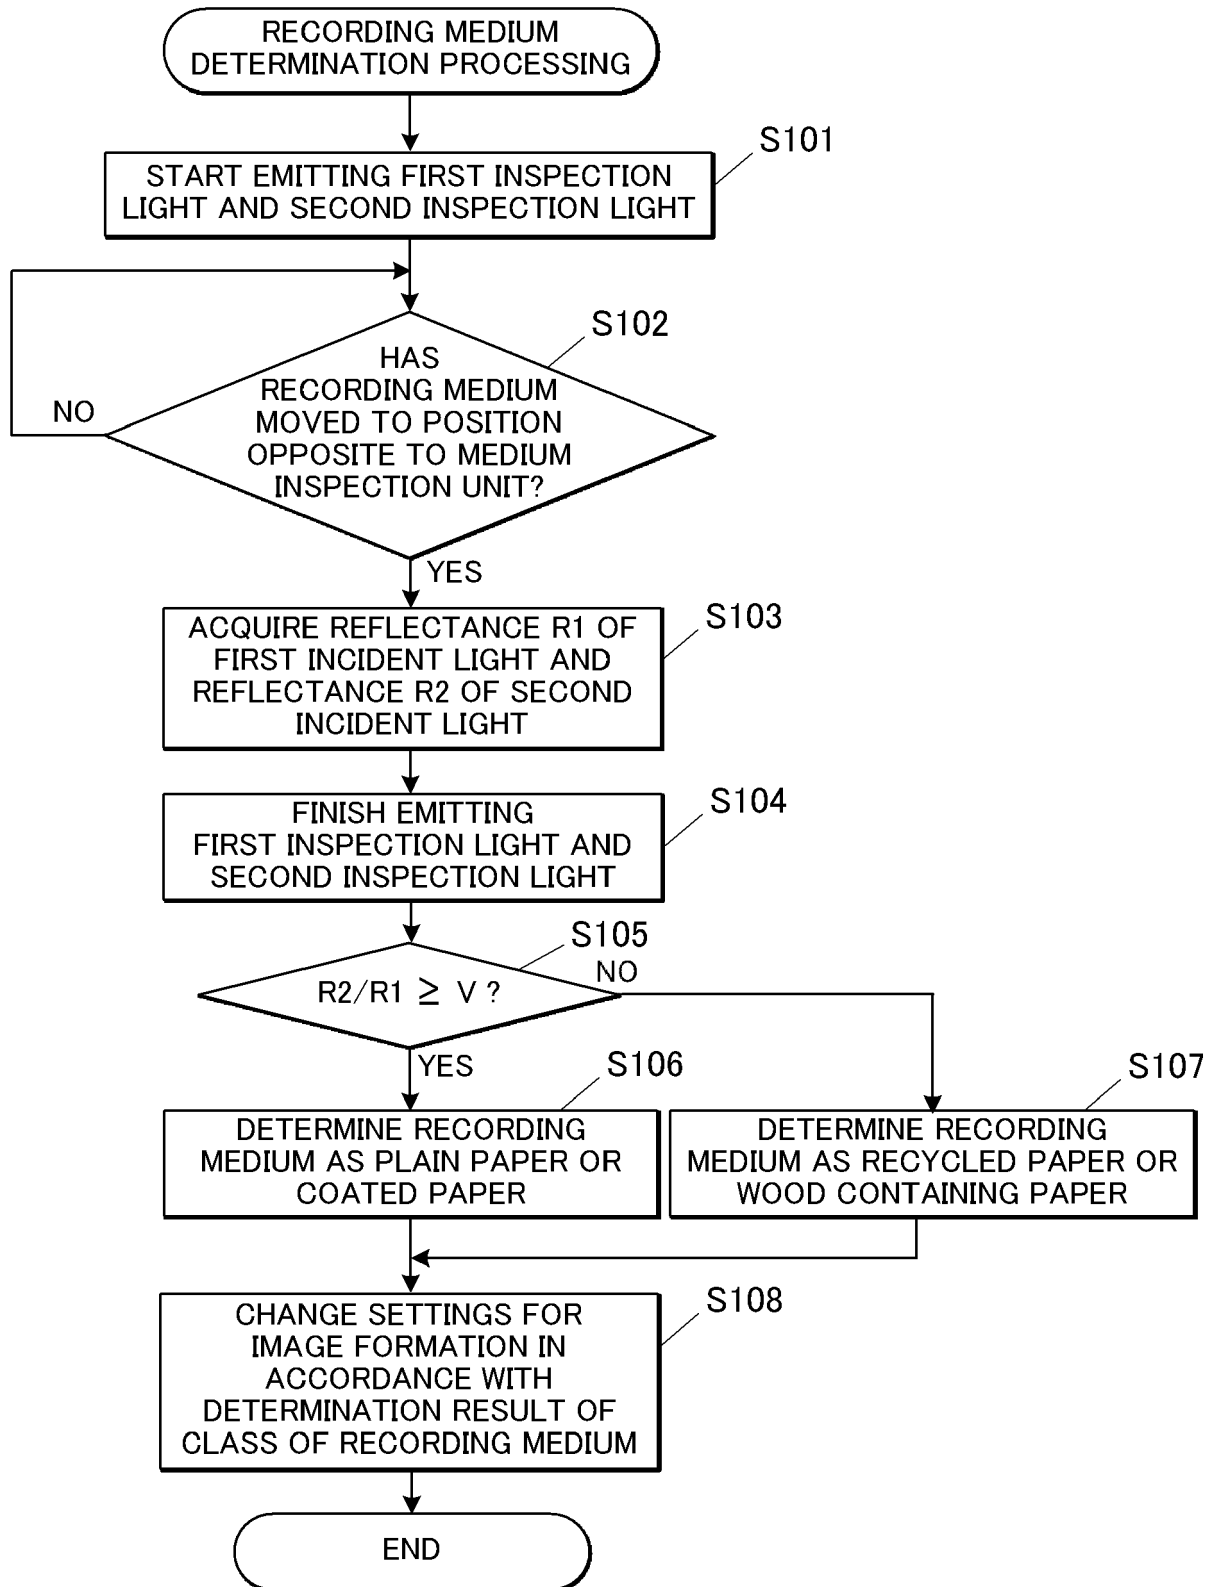 RECORDING MEDIUM
DETERMINATION PROCESSING
S101
START EMITTING FIRST INSPECTION
LIGHT AND SECOND INSPECTION LIGHT
S102
HAS
RECORDING MEDIUM
MOVED TO POSITION
OPPOSITE TO MEDIUM
INSPECTION UNIT?
NO
YES
S103
ACQUIRE REFLECTANCE R1 OF
FIRST INCIDENT LIGHT AND
REFLECTANCE R2 OF SECOND
INCIDENT LIGHT
S104
FINISH EMITTING
FIRST INSPECTION LIGHT AND
SECOND INSPECTION LIGHT
S105
R2/R1 ≧ V ?
NO
YES
S106
DETERMINE RECORDING
MEDIUM AS PLAIN PAPER OR
COATED PAPER
S107
DETERMINE RECORDING
MEDIUM AS RECYCLED PAPER OR
WOOD CONTAINING PAPER
S108
CHANGE SETTINGS FOR
IMAGE FORMATION IN
ACCORDANCE WITH
DETERMINATION RESULT OF
CLASS OF RECORDING MEDIUM
END